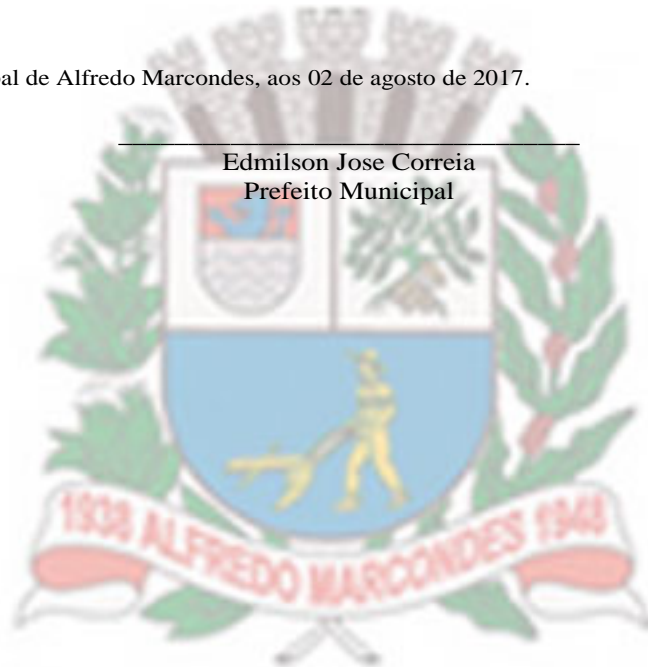 al de Alfredo Marcondes, aos 02 de agosto de 2017.
Edmilson Jose Correia
Prefeito Municipal
1938 ALFREDO MARCONDES 1948